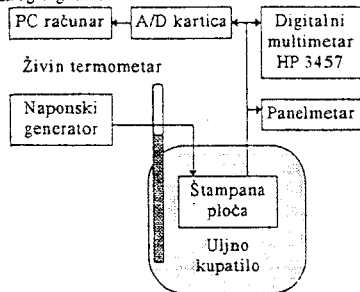 PC računar
A/D kartica
Digitalni
multimetar
HP 3457
Živin termometar
Naponski
generator
Panelmetar
Štampana
ploča
Uljno
kupatilo